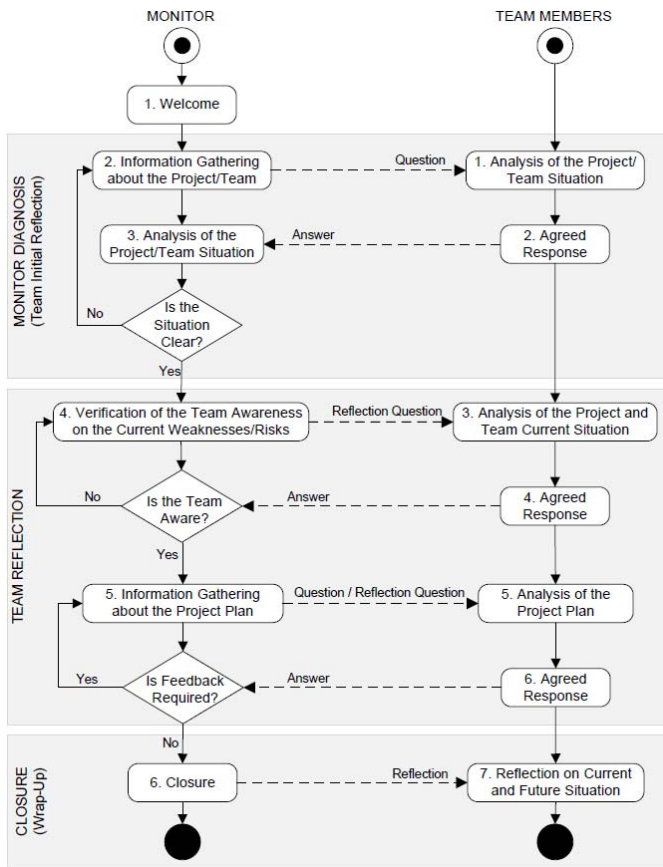 MONITOR
TEAM MEMBERS
1. Welcome
MONITOR DIAGNOSIS
(Team Initial Reflection)
2. Information Gathering
about the Project/Team
Question
1. Analysis of the Project/
Team Situation
3. Analysis of the
Project/Team Situation
Answer
2. Agreed
Response
Is the
Situation
Clear?
No
Yes
TEAM REFLECTION
4. Verification of the Team Awareness
on the Current Weaknesses/Risks
Reflection Question
3. Analysis of the Project and
Team Current Situation
Is the Team
Aware?
No
Answer
4. Agreed
Response
Yes
5. Information Gathering
about the Project Plan
Question / Reflection Question
5. Analysis of the
Project Plan
Is Feedback
Required?
Yes
Answer
6. Agreed
Response
No
CLOSURE
(Wrap-Up)
6. Closure
Reflection
7. Reflection on Current
and Future Situation